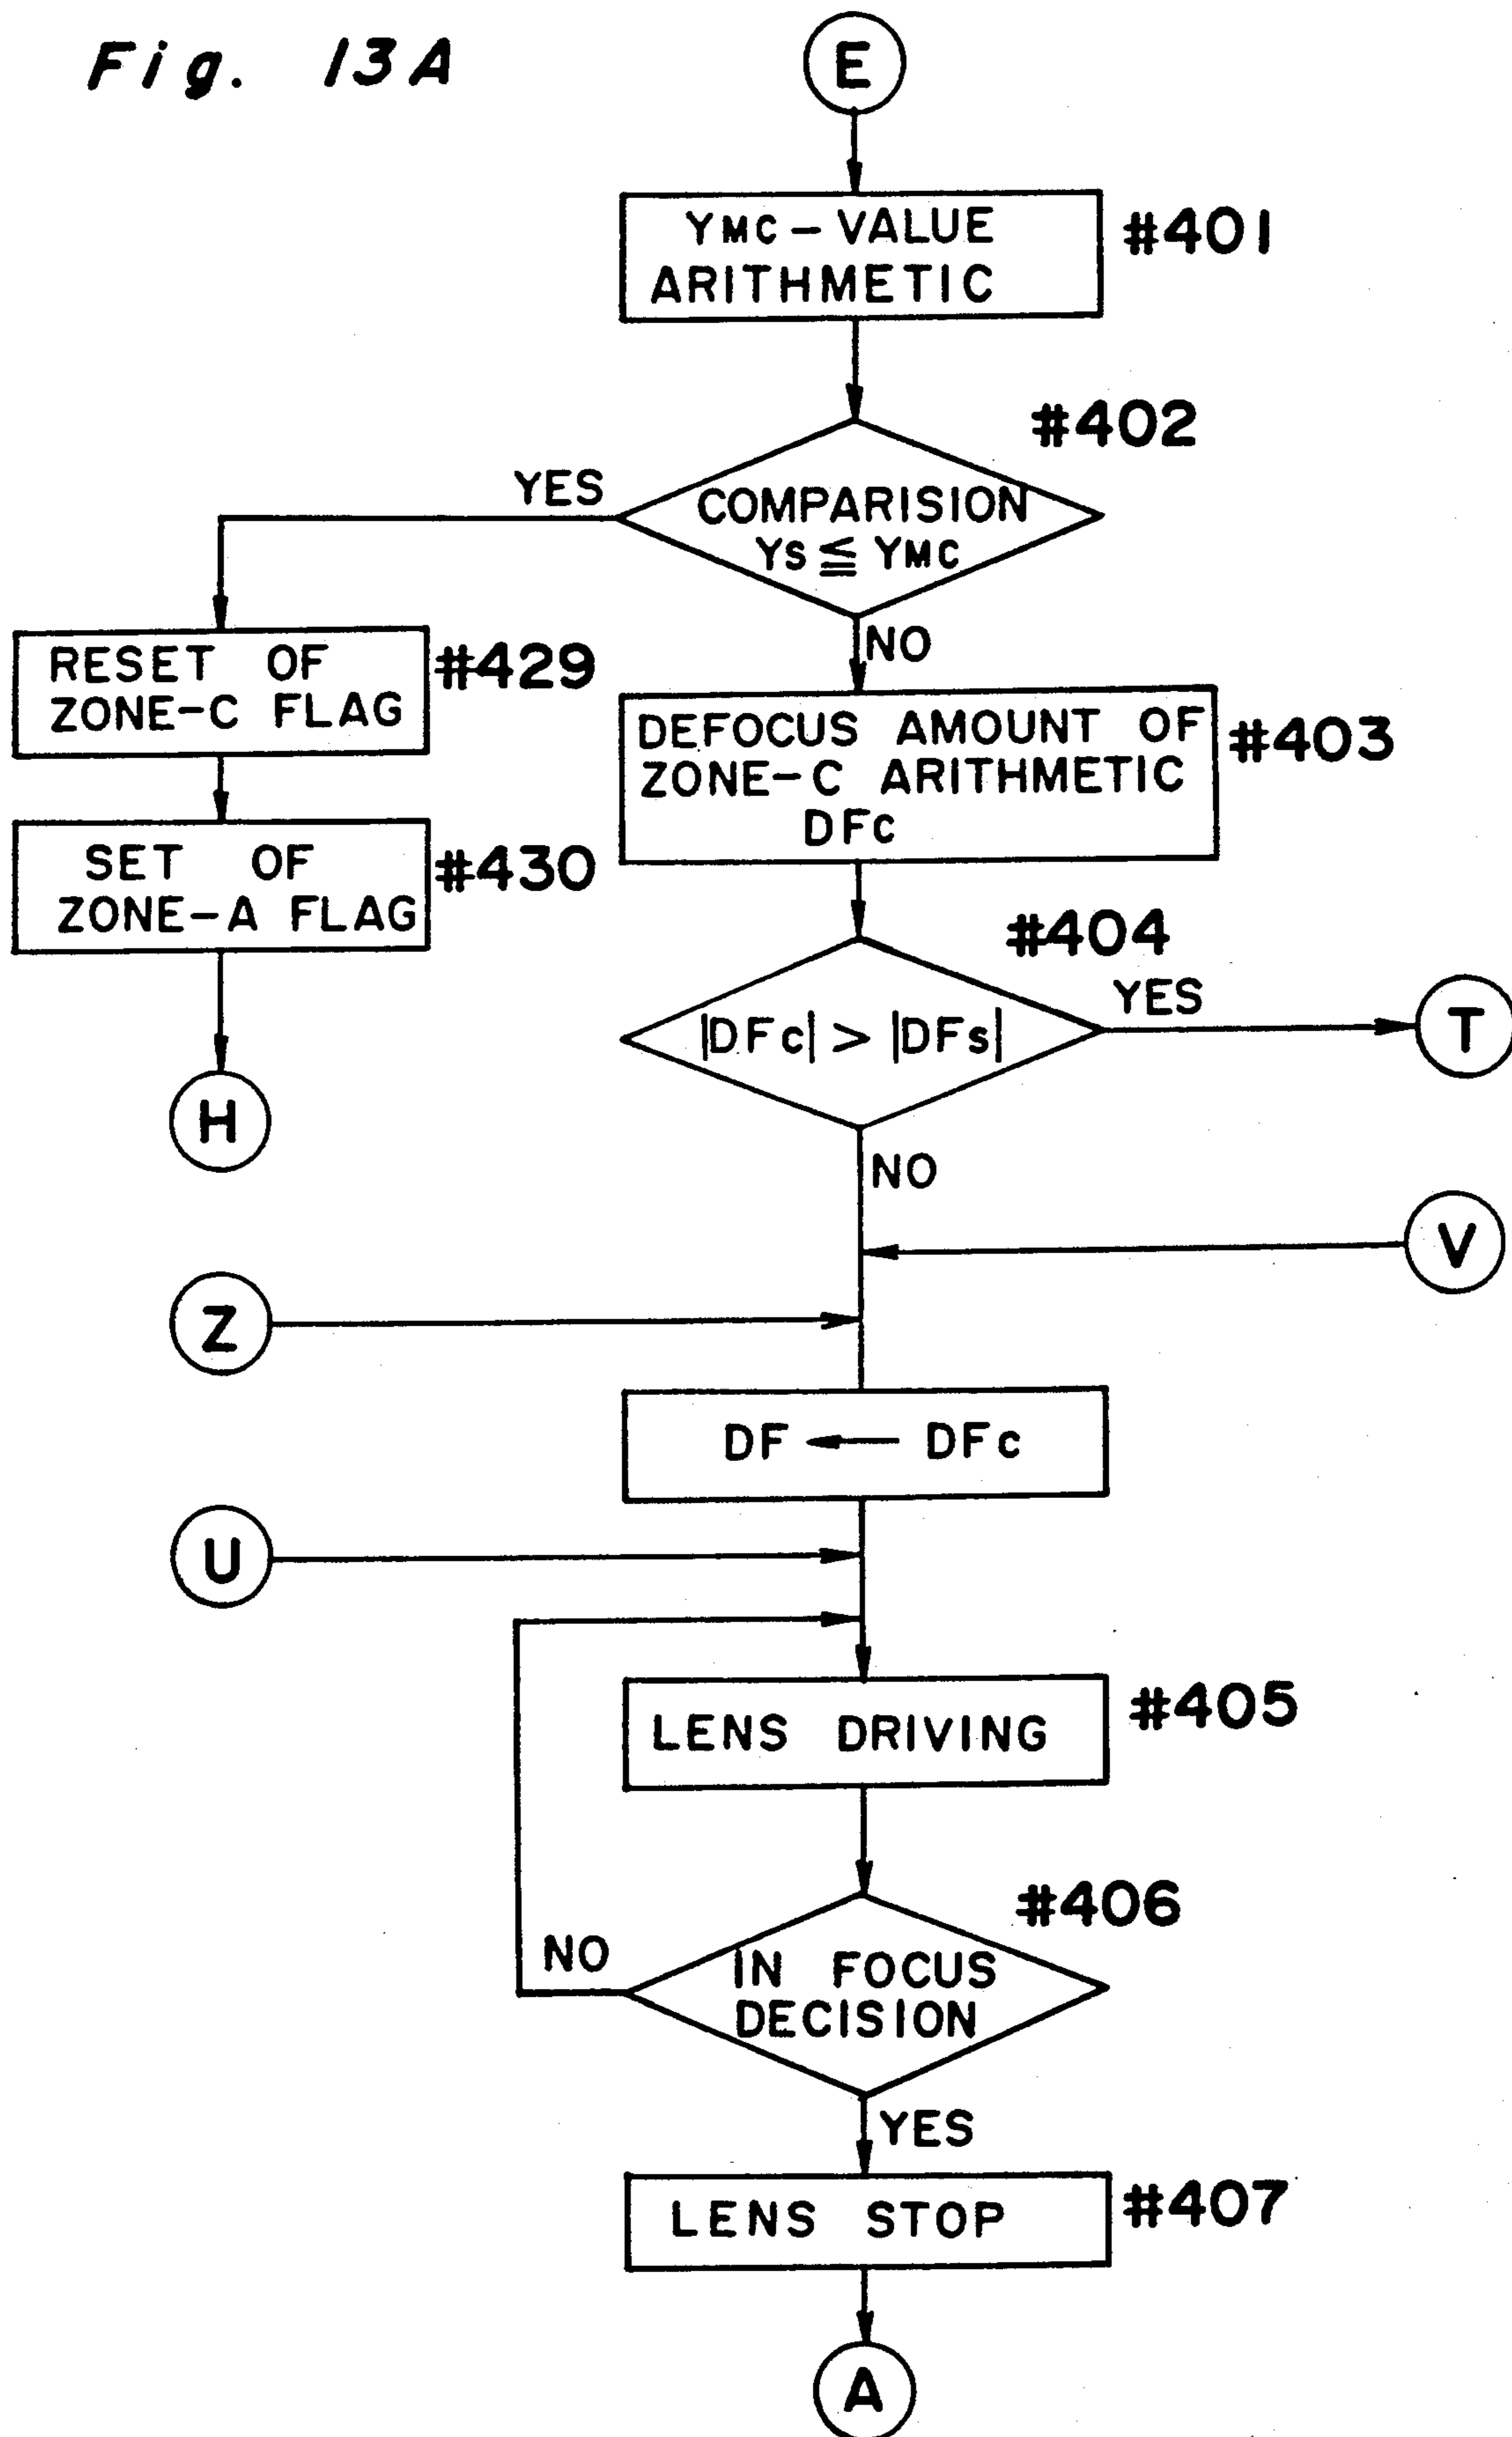 Fig. 13A
E
YMC-VALUE
ARITHMETIC
#401
#402
YES
COMPARISION
YS ≦ YMC
NO
RESET OF
ZONE-C FLAG
#429
DEFOCUS AMOUNT OF
ZONE-C ARITHMETIC
DFc
#403
SET OF
ZONE-A FLAG
#430
#404
|DFc| > |DFs|
YES
T
H
NO
V
Z
DF ← DFc
U
LENS DRIVING
#405
#406
NO
IN FOCUS
DECISION
YES
LENS STOP
#407
A